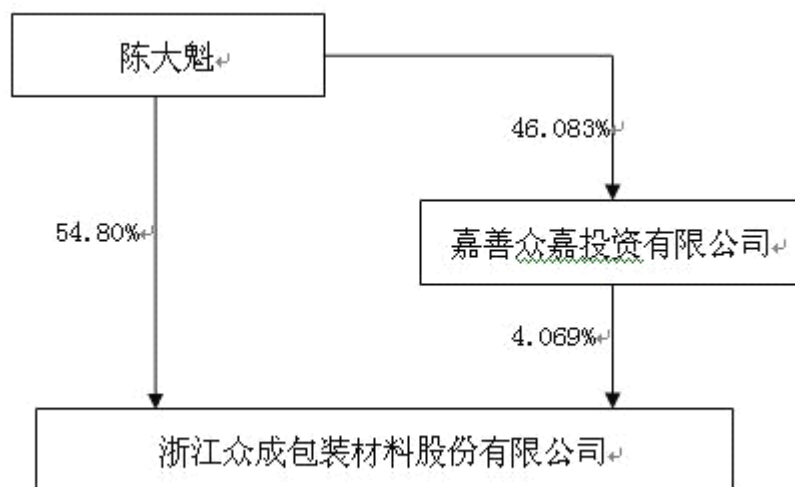 陈大魁
46.083%
54.80%
嘉善众嘉投资有限公司
4.069%
浙江众成包装材料股份有限公司